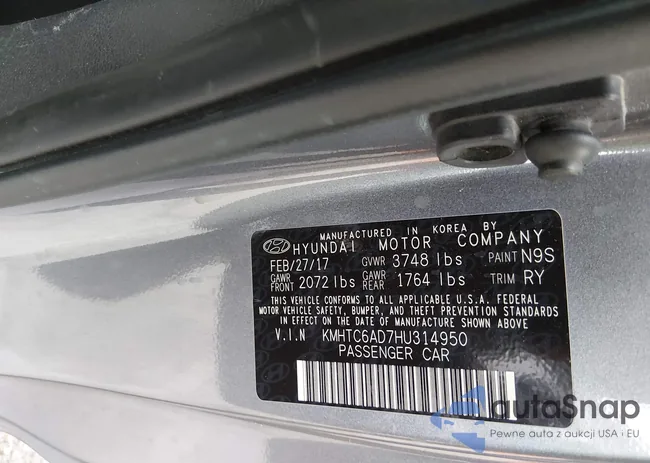 MANUFACTURED IN KOREA BY
HYUNDAI MOTOR COMPANY
FEB/27/17 GVWR 3748 lbs PAINT N9S
GAWR FRONT 2072 lbs GAWR REAR 1764 lbs TRIM RY
THIS VEHICLE CONFORMS TO ALL APPLICABLE U.S.A. FEDERAL
MOTOR VEHICLE SAFETY, BUMPER, AND THEFT PREVENTION STANDARDS
IN EFFECT ON THE DATE OF MANUFACTURE SHOWN ABOVE
V.I.N KMHTC6AD7HU314950
PASSENGER CAR
autaSnap
Pewne auta z aukcji USA i EU